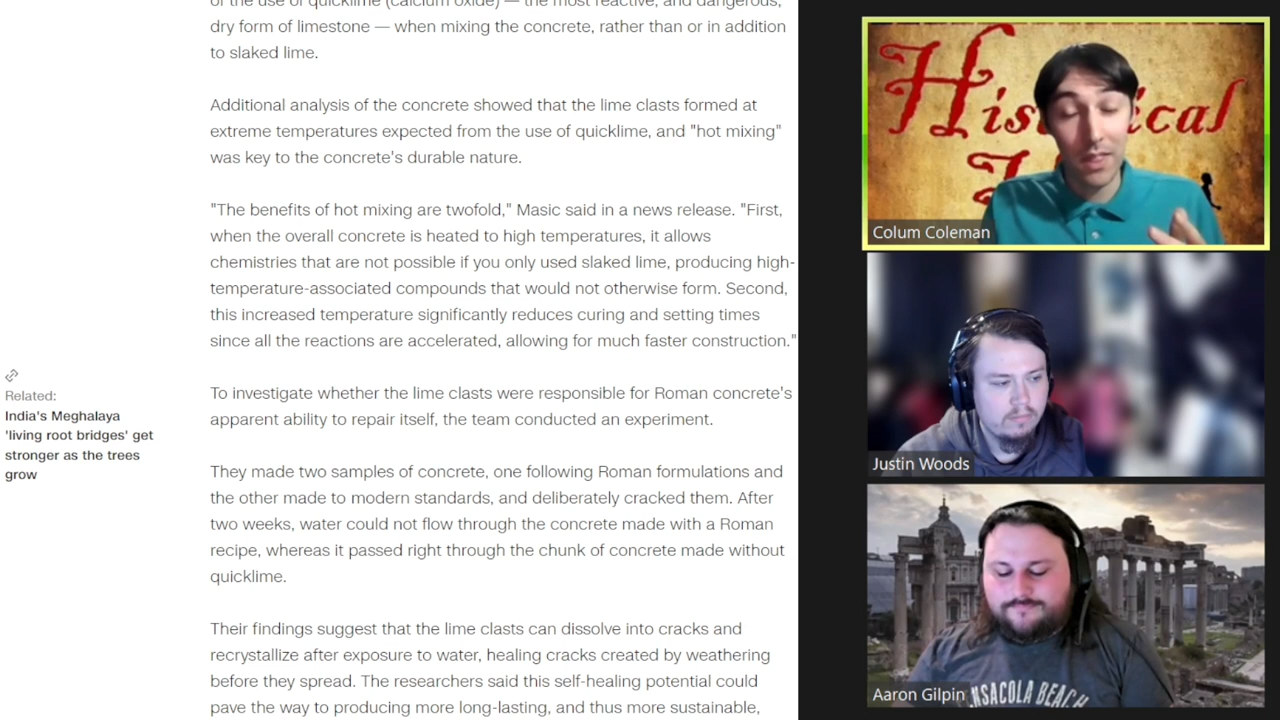 of the use of quicklime (calcium oxide) — the most reactive, and dangerous,
dry form of limestone — when mixing the concrete, rather than or in addition
to slaked lime.
Additional analysis of the concrete showed that the lime clasts formed at
extreme temperatures expected from the use of quicklime, and "hot mixing"
was key to the concrete's durable nature.
"The benefits of hot mixing are twofold," Masic said in a news release. "First,
when the overall concrete is heated to high temperatures, it allows
chemistries that are not possible if you only used slaked lime, producing high-
temperature-associated compounds that would not otherwise form. Second,
this increased temperature significantly reduces curing and setting times
since all the reactions are accelerated, allowing for much faster construction."
Related:
India's Meghalaya
'living root bridges' get
stronger as the trees
grow
To investigate whether the lime clasts were responsible for Roman concrete's
apparent ability to repair itself, the team conducted an experiment.
They made two samples of concrete, one following Roman formulations and
the other made to modern standards, and deliberately cracked them. After
two weeks, water could not flow through the concrete made with a Roman
recipe, whereas it passed right through the chunk of concrete made without
quicklime.
Their findings suggest that the lime clasts can dissolve into cracks and
recrystallize after exposure to water, healing cracks created by weathering
before they spread. The researchers said this self-healing potential could
pave the way to producing more long-lasting, and thus more sustainable,
Colum Coleman
Justin Woods
Aaron Gilpin
NSACOLA BEACH